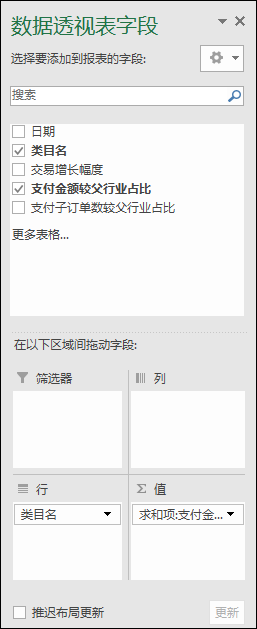 数据透视表字段
选择要添加到报表的字段:
搜索
日期
类目名
交易增长幅度
支付金额较父行业占比
支付子订单数较父行业占比
更多表格...
在以下区域间拖动字段:
筛选器
列
行
Σ 值
类目名
求和项:支付金...
推迟布局更新
更新